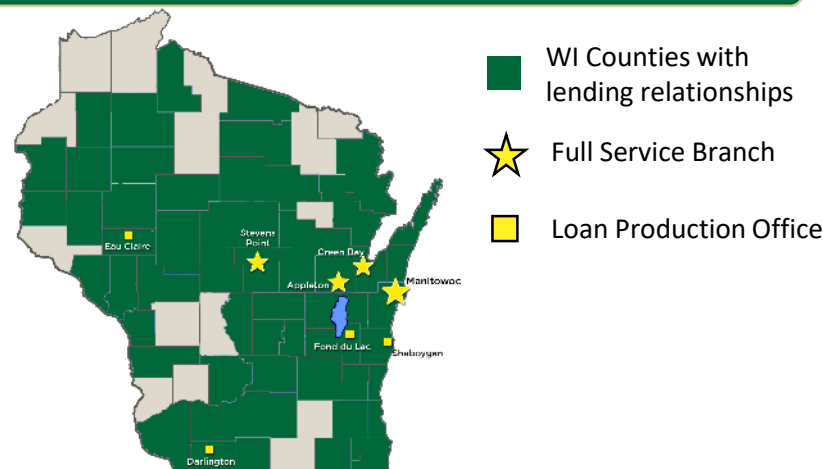 WI Counties with
lending relationships
Full Service Branch
Loan Production Office
Stevens
Point
Green Bay
Eau Claire
Appleton
Manitowoc
Fond du Lac
Sheboygan
Darlington